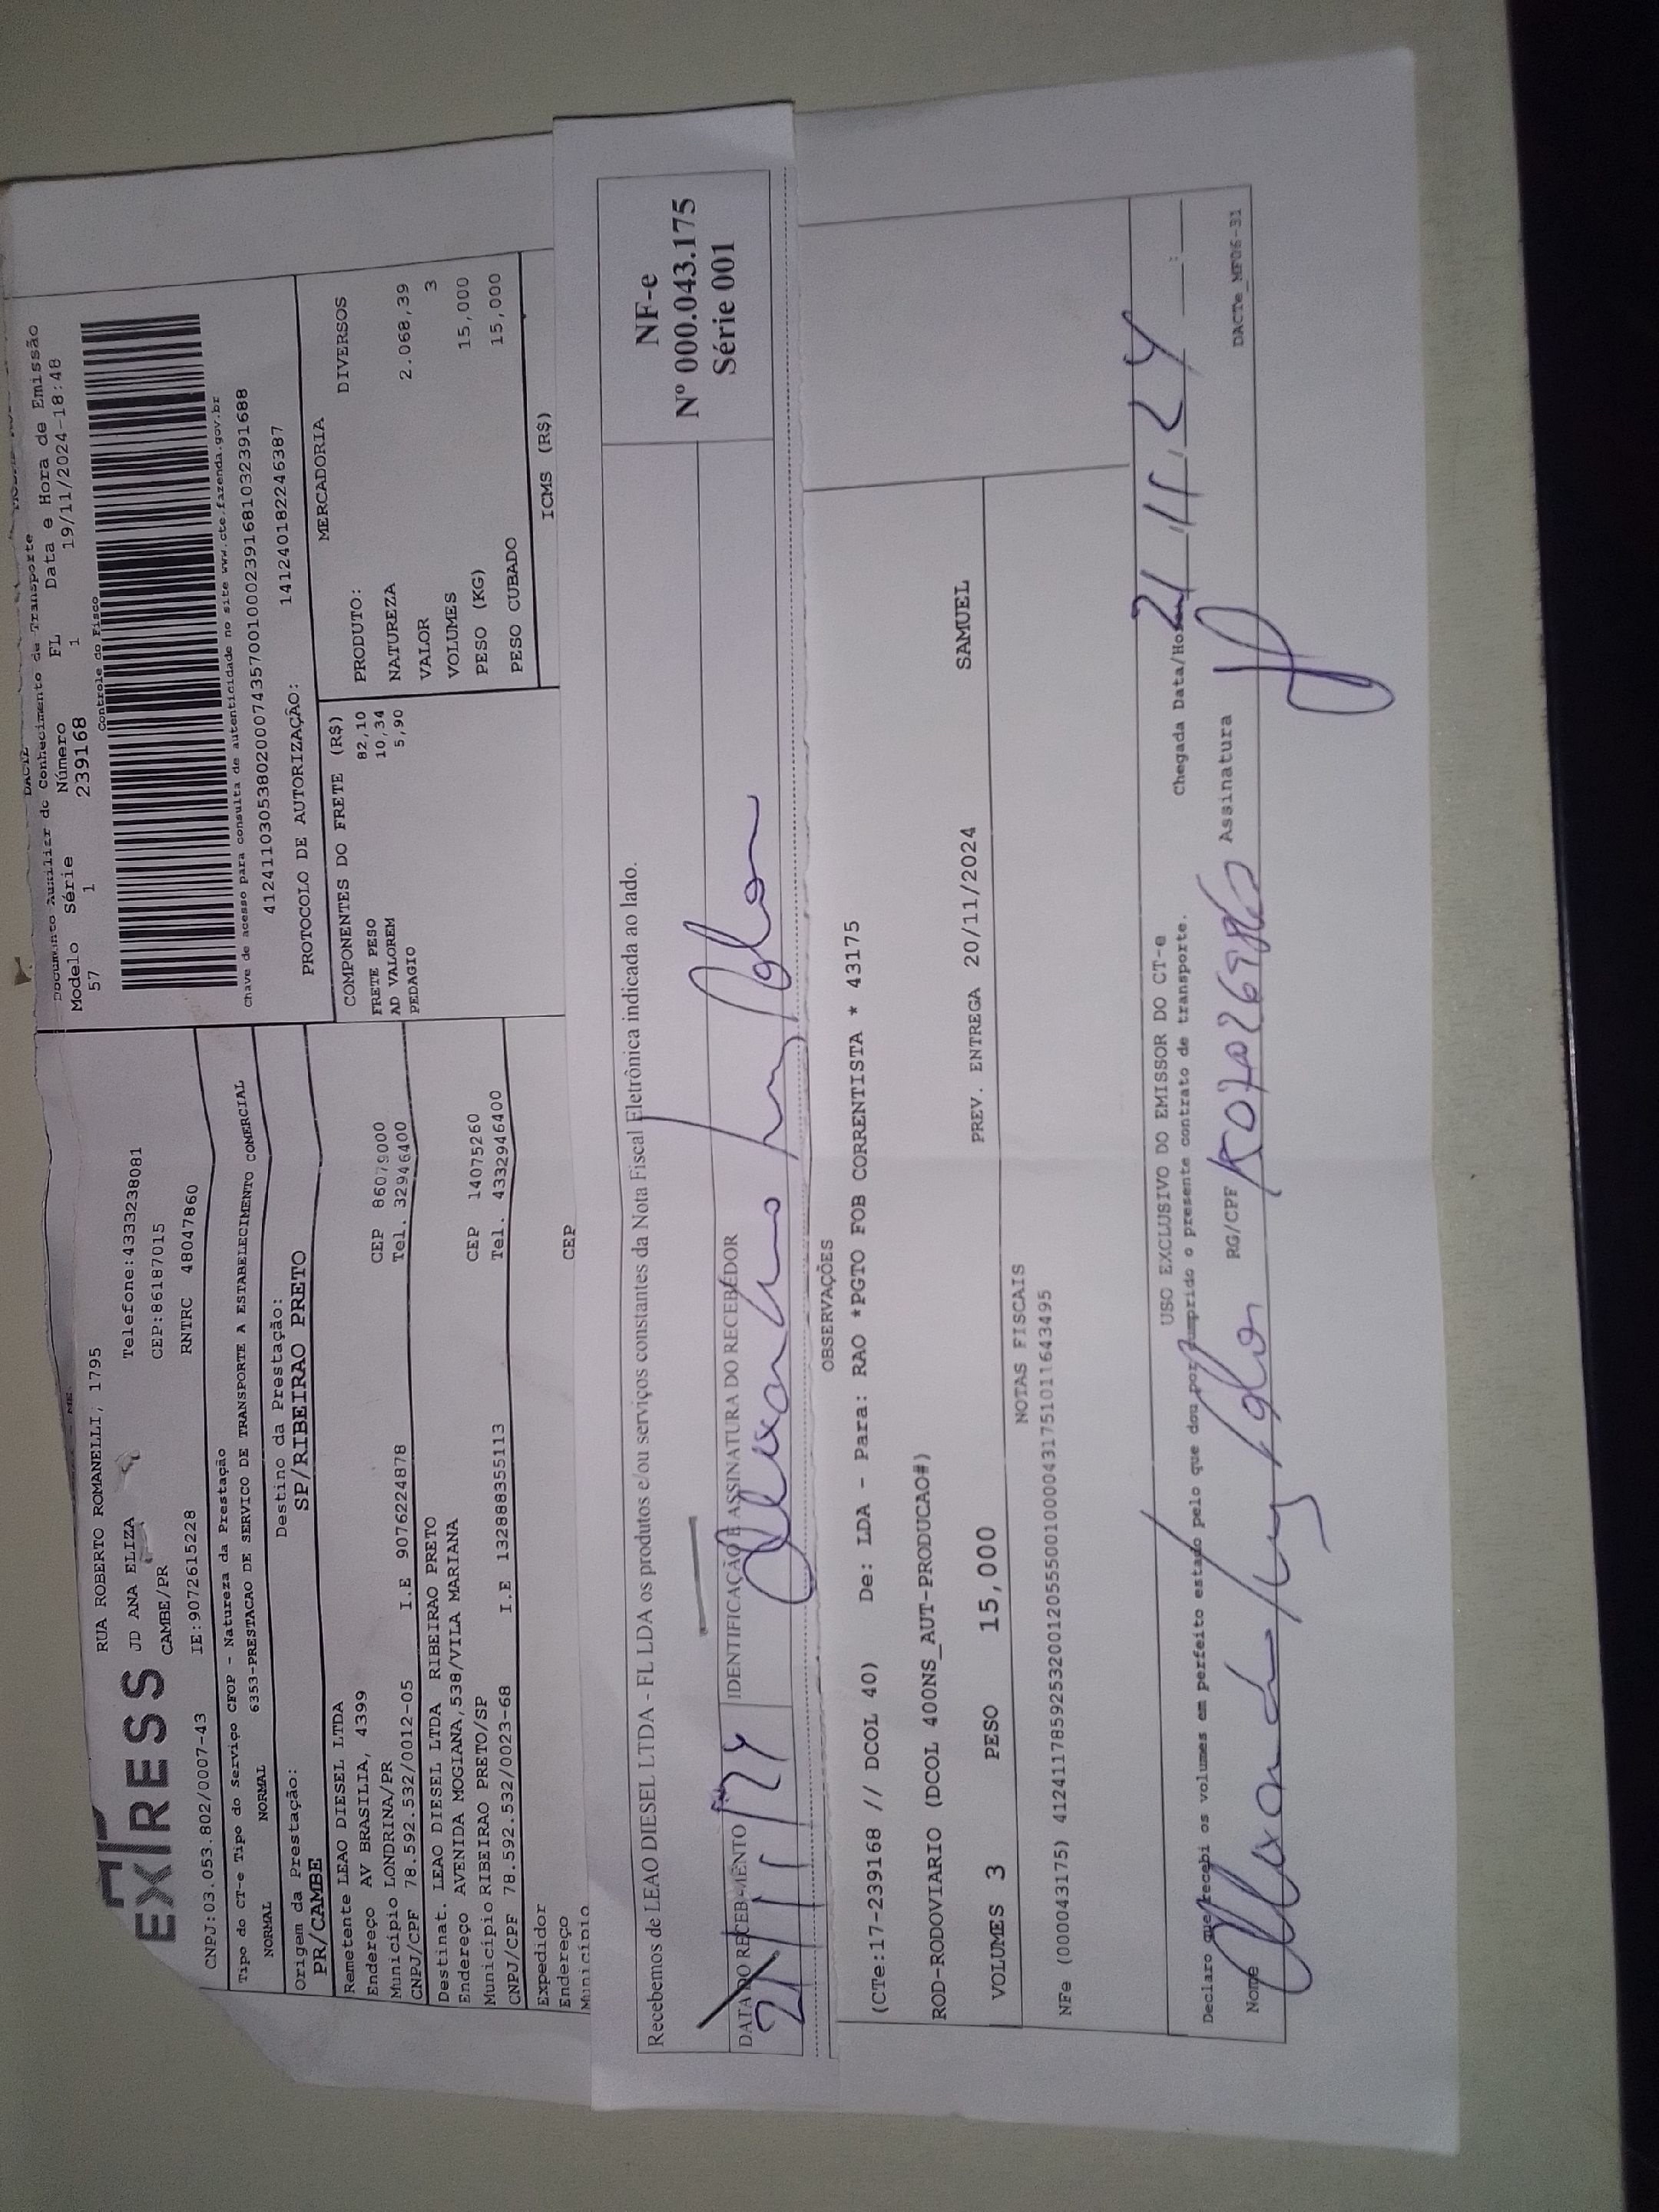 DACTE
Documento Auxiliar do Conhecimento de Transporte
Modelo Série Número FL Data e Hora de Emissão
57 1 239168 1 19/11/2024-18:48
Controle do Fisco
Chave de acesso para consulta de autenticidade no site www.cte.fazenda.gov.br
41241103053802000743570010002391681032391688
PROTOCOLO DE AUTORIZAÇÃO: 141240182246387
EXPRESS
RUA ROBERTO ROMANELLI, 1795
JD ANA ELIZA Telefone:4333238081
CAMBE/PR CEP:86187015
CNPJ:03.053.802/0007-43 IE:9072615228 RNTRC 48047860
Tipo do CT-e Tipo do Serviço CFOP - Natureza da Prestação
NORMAL NORMAL 6353-PRESTACAO DE SERVICO DE TRANSPORTE A ESTABELECIMENTO COMERCIAL
Origem da Prestação: Destino da Prestação:
PR/CAMBE SP/RIBEIRAO PRETO
Remetente LEAO DIESEL LTDA
Endereço AV BRASILIA, 4399 CEP 86079000
Município LONDRINA/PR Tel. 32946400
CNPJ/CPF 78.592.532/0012-05 I.E 9076224878
Destinat. LEAO DIESEL LTDA RIBEIRAO PRETO
Endereço AVENIDA MOGIANA,538/VILA MARIANA CEP 14075260
Município RIBEIRAO PRETO/SP Tel. 4332946400
CNPJ/CPF 78.592.532/0023-68 I.E 132888355113
Expedidor
Endereço CEP
Município
COMPONENTES DO FRETE (R$)
FRETE PESO 82,10
AD VALOREM 10,34
PEDAGIO 5,90
MERCADORIA
PRODUTO: DIVERSOS
NATUREZA
VALOR 2.068,39
VOLUMES 3
PESO (KG) 15,000
PESO CUBADO 15,000
ICMS (R$)
Recebemos de LEAO DIESEL LTDA - FL LDA os produtos e/ou serviços constantes da Nota Fiscal Eletrônica indicada ao lado.
NF-e
Nº 000.043.175
Série 001
DATA DO RECEBIMENTO IDENTIFICAÇÃO E ASSINATURA DO RECEBEDOR
21 11 24
OBSERVAÇÕES
(CTe:17-239168 // DCOL 40) De: LDA - Para: RAO *PGTO FOB CORRENTISTA * 43175
ROD-RODOVIARIO (DCOL 400NS_AUT-PRODUCAO#)
VOLUMES 3 PESO 15,000 PREV. ENTREGA 20/11/2024 SAMUEL
NOTAS FISCAIS
NFe (000043175) 41241178592532001205550010000431751011643495
USO EXCLUSIVO DO EMISSOR DO CT-e
Declaro que recebi os volumes em perfeito estado pelo que dou por cumprido o presente contrato de transporte. Chegada Data/Hora 21 11 24
Nome RG/CPF Assinatura
DACTe_MF06-31